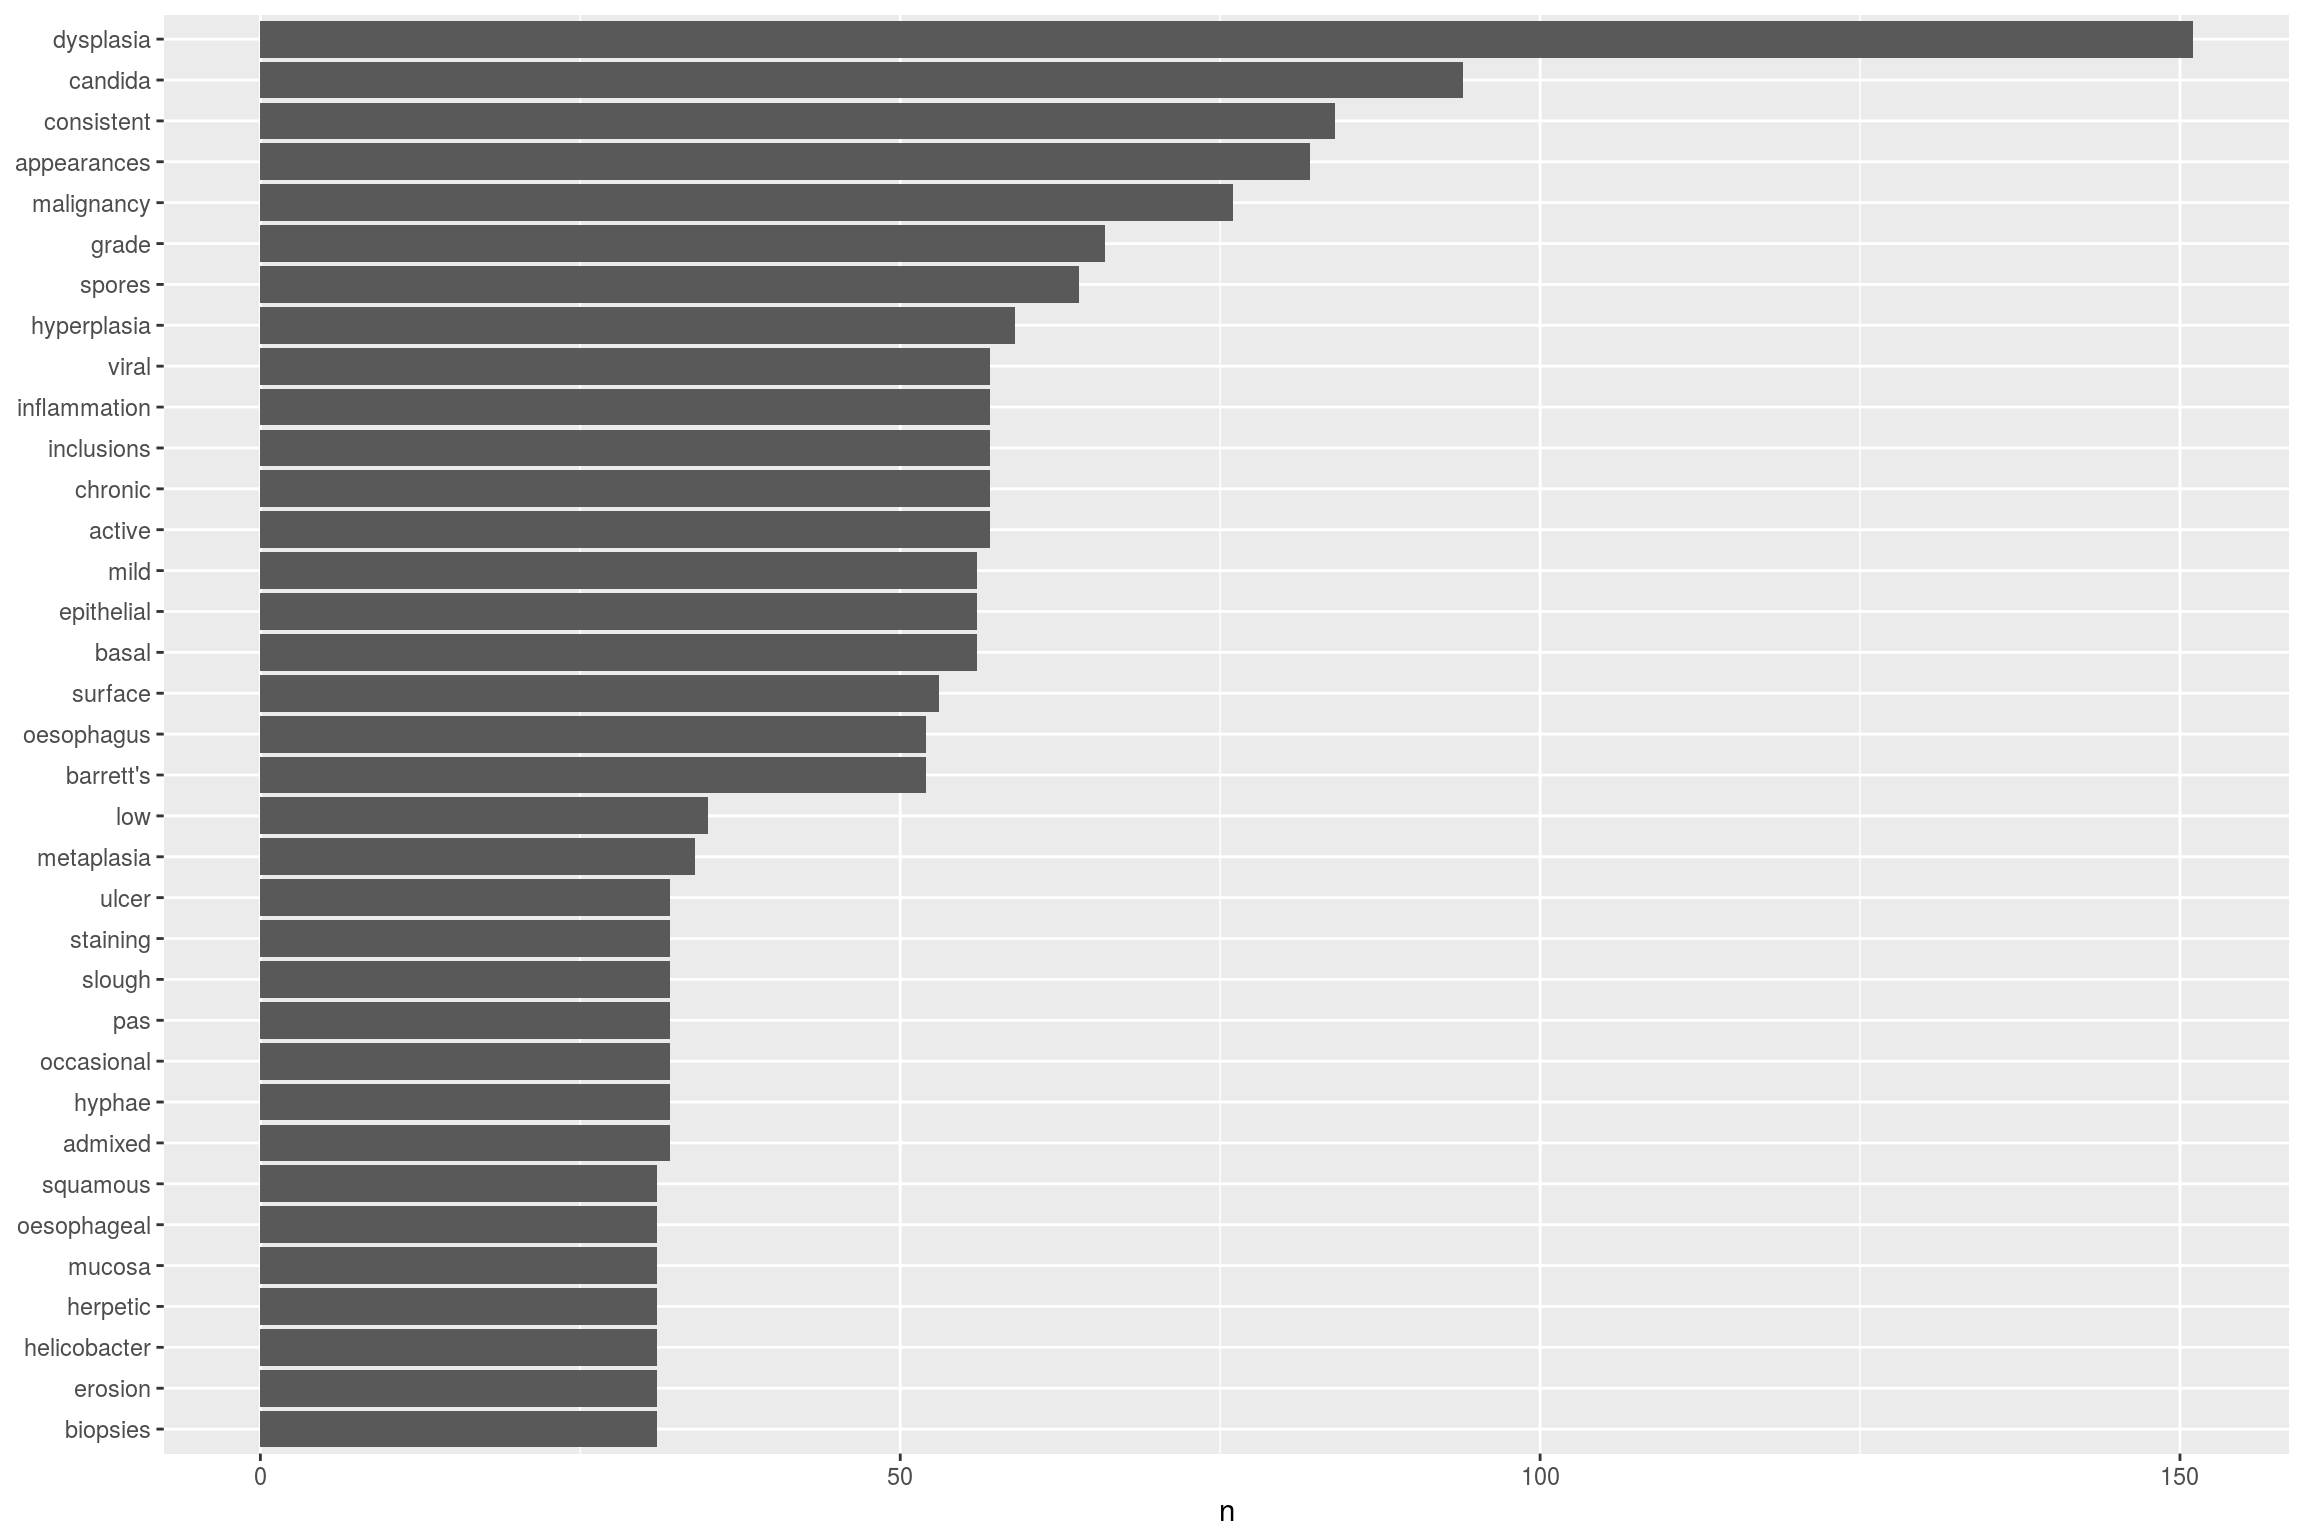 dysplasia
candida
consistent
appearances
malignancy
grade
spores
hyperplasia
viral
inflammation
inclusions
chronic
active
mild
epithelial
basal
surface
oesophagus
barrett's
low
metaplasia
ulcer
staining
slough
pas
occasional
hyphae
admixed
squamous
oesophageal
mucosa
herpetic
helicobacter
erosion
biopsies
0 50 100 150
n